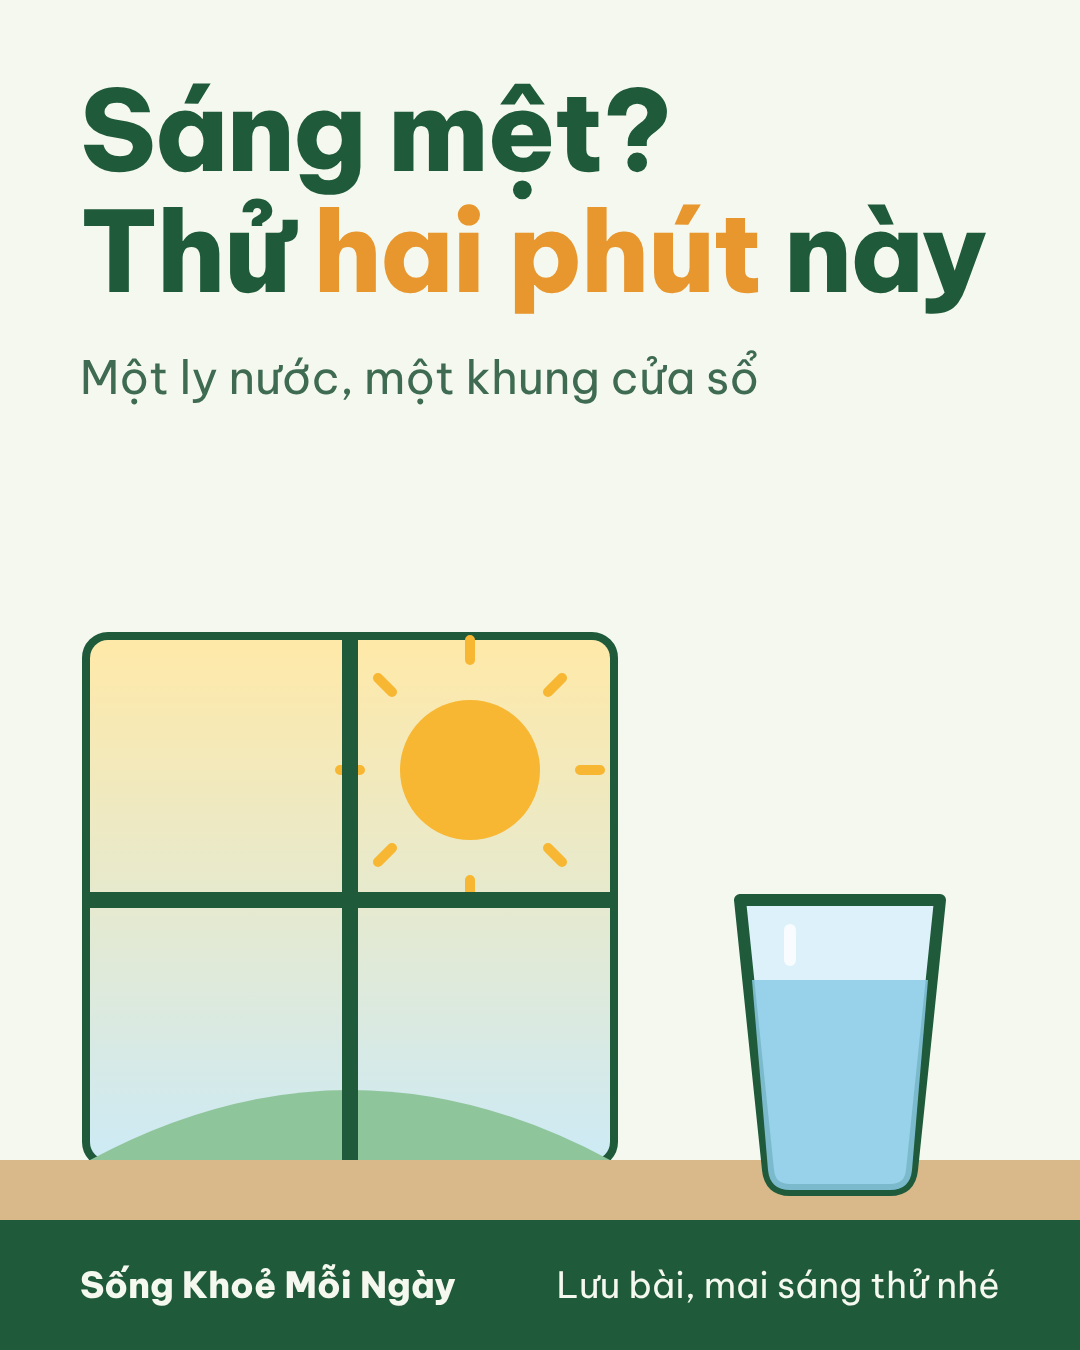 Sáng mệt?
Thử hai phút này
Một ly nước, một khung cửa sổ
Sống Khoẻ Mỗi Ngày
Lưu bài, mai sáng thử nhé